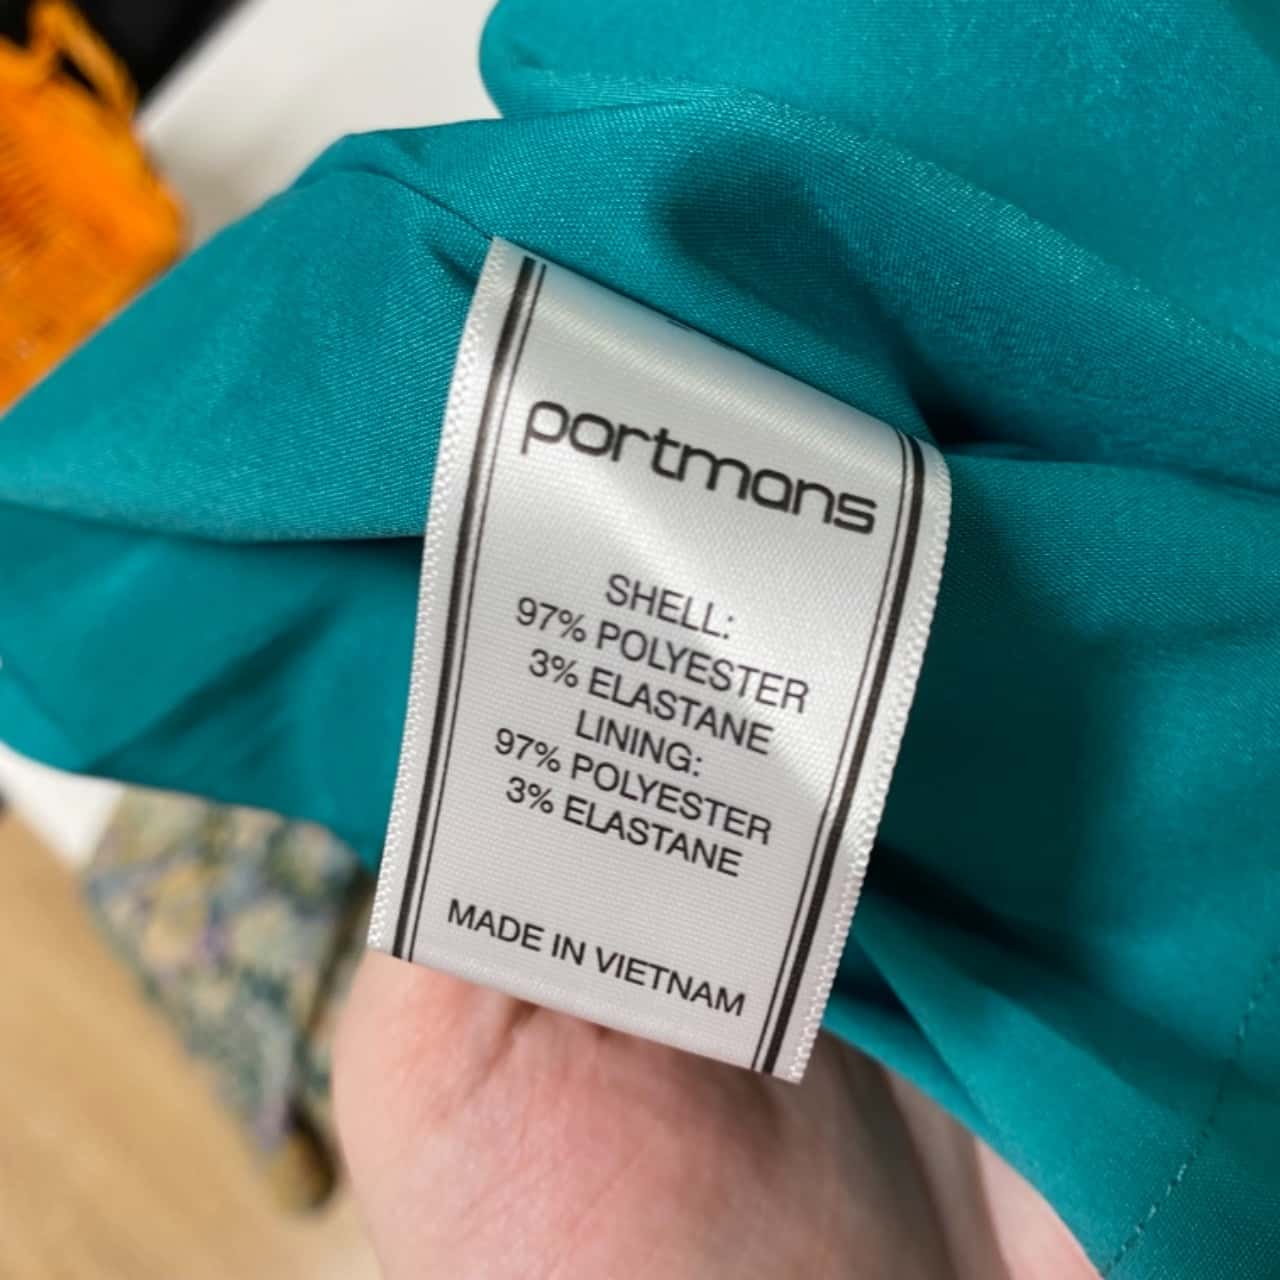 portmans
SHELL:
97% POLYESTER
3% ELASTANE
LINING:
97% POLYESTER
3% ELASTANE
MADE IN VIETNAM